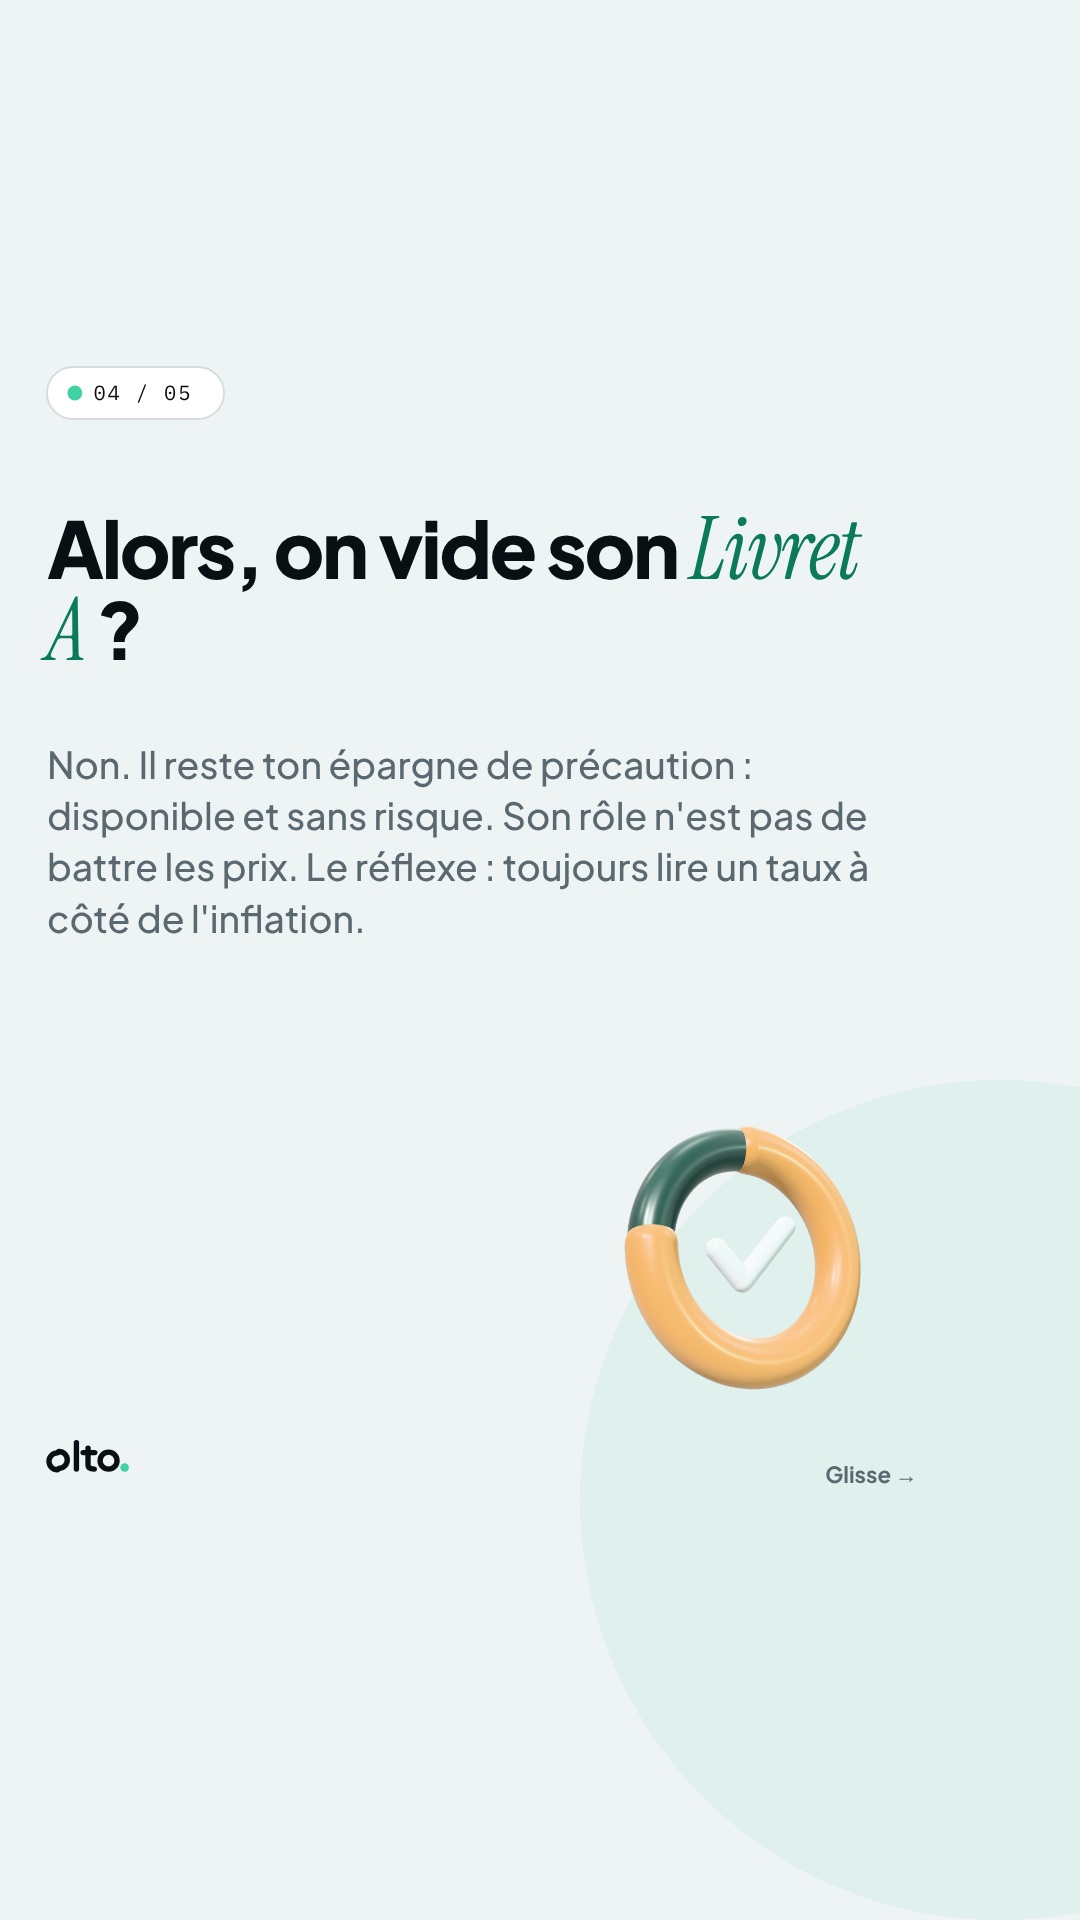 04 / 05
Alors, on vide son Livret
A ?
Non. Il reste ton épargne de précaution :
disponible et sans risque. Son rôle n'est pas de
battre les prix. Le réflexe : toujours lire un taux à
côté de l'inflation.
olto.
Glisse →